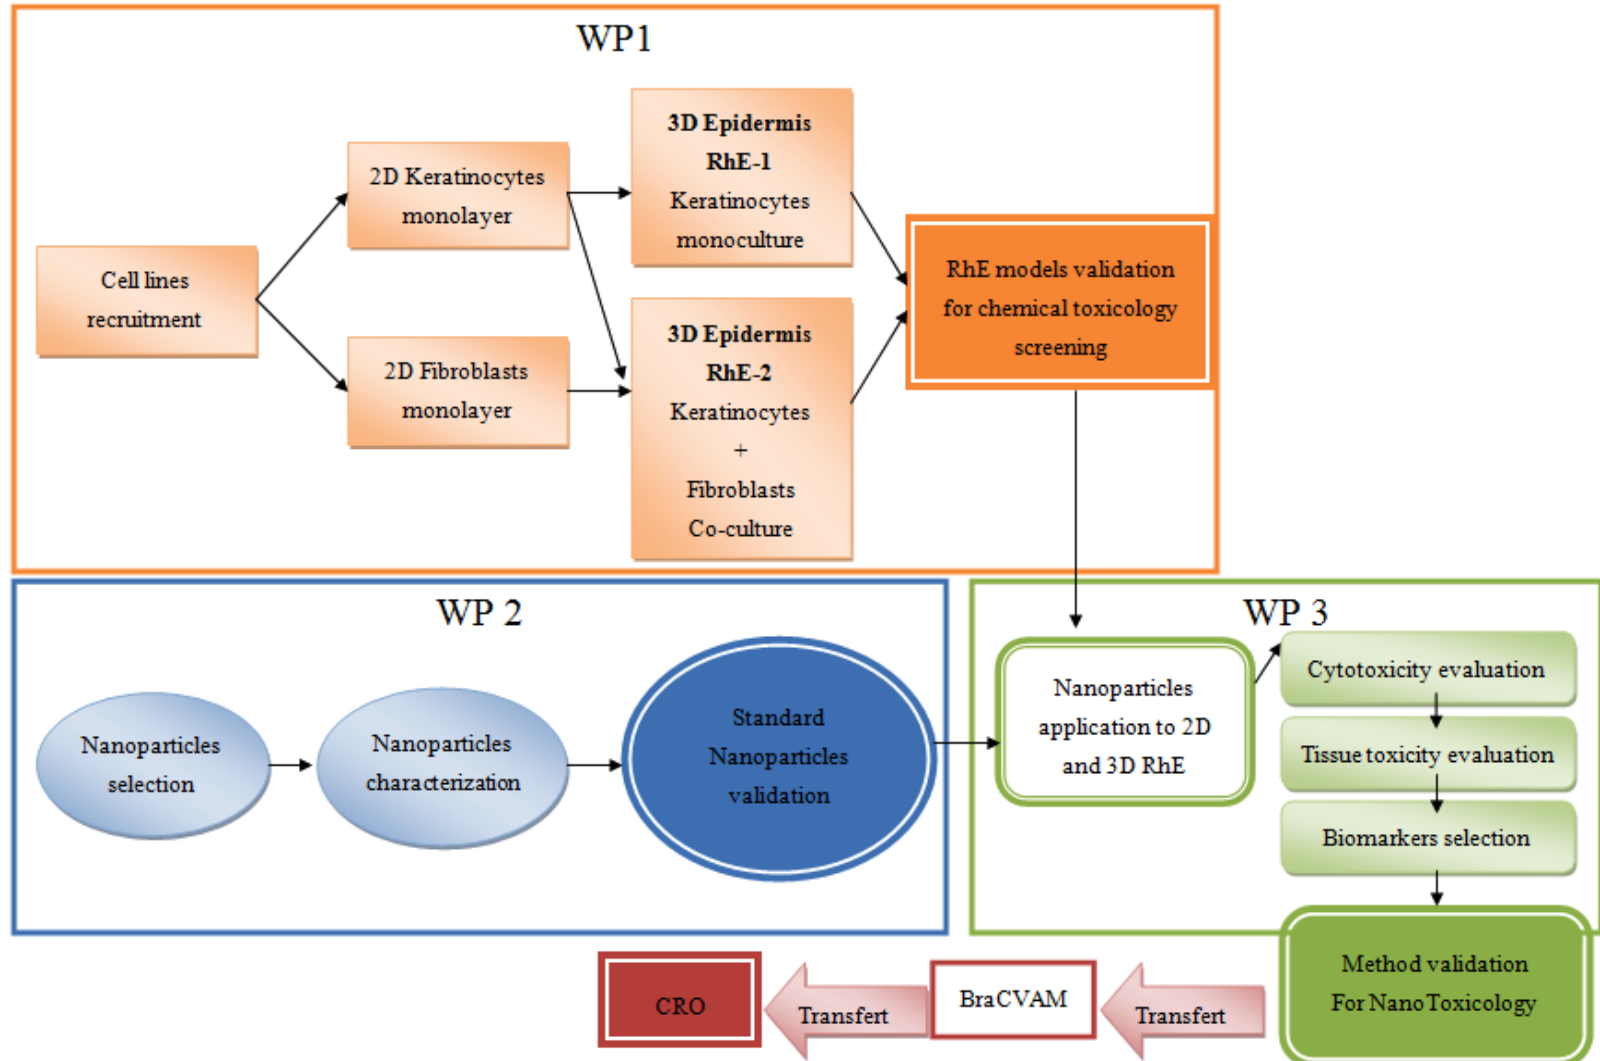 WP1
Cell lines
recruitment
2D Keratinocytes
monolayer
2D Fibroblasts
monolayer
3D Epidermis
RhE-1
Keratinocytes
monoculture
3D Epidermis
RhE-2
Keratinocytes
+
Fibroblasts
Co-culture
RhE models validation
for chemical toxicology
screening
WP 2
Nanoparticles
selection
Nanoparticles
characterization
Standard
Nanoparticles
validation
WP 3
Nanoparticles
application to 2D
and 3D RhE
Cytotoxicity evaluation
Tissue toxicity evaluation
Biomarkers selection
Method validation
For NanoToxicology
Transfert
BraCVAM
Transfert
CRO